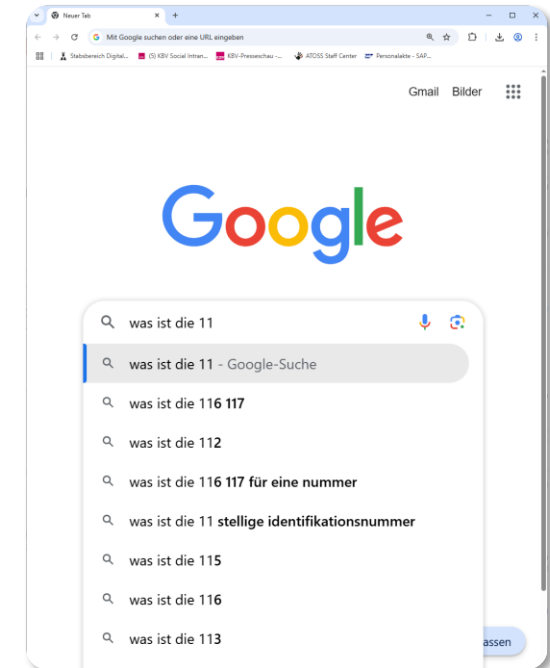 Neuer Tab
Mit Google suchen oder eine URL eingeben
Stabsbereich Digital... (5) KBV Social Intran... KBV-Presseschau -... ATOSS Staff Center Personalakte - SAP...
Gmail Bilder
Google
was ist die 11
was ist die 11 - Google-Suche
was ist die 116 117
was ist die 112
was ist die 116 117 für eine nummer
was ist die 11 stellige identifikationsnummer
was ist die 115
was ist die 116
was ist die 113
assen